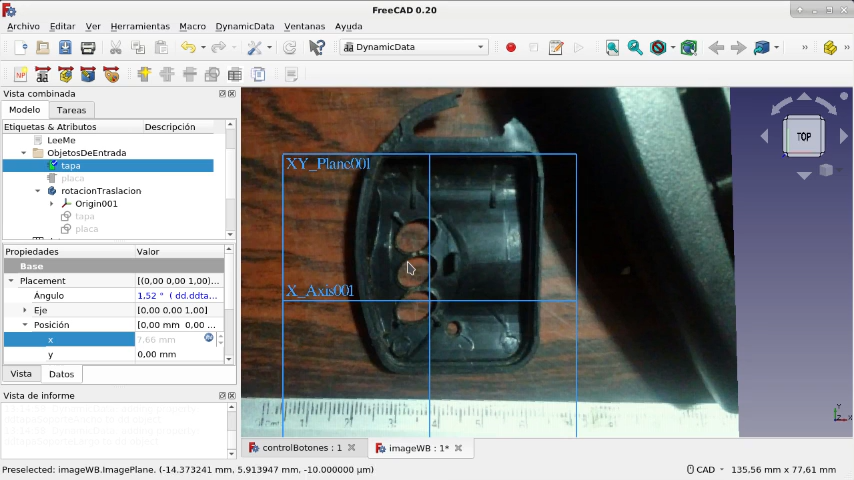 FreeCAD 0.20
Archivo Editar Ver Herramientas Macro DynamicData Ventanas Ayuda
DynamicData
Vista combinada
Modelo Tareas
Etiquetas & Atributos Descripción
LeeMe
ObjetosDeEntrada
tapa
placa
rotacionTraslacion
Origin001
tapa
placa
Propiedades Valor
Base
Placement [(0,00 0,00 1,00)...
Ángulo 1,52 ° ( dd.ddta...
Eje [0,00 0,00 1,00]
Posición [0,00 mm 0,00 ...
x 7,66 mm
y 0,00 mm
Vista Datos
Vista de informe
XY_Plane001
X_Axis001
TOP
controlBotones : 1 imageWB : 1*
Preselected: imageWB.ImagePlane. (-14.373241 mm, 5.913947 mm, -10.000000 µm) CAD 135.56 mm x 77.61 mm